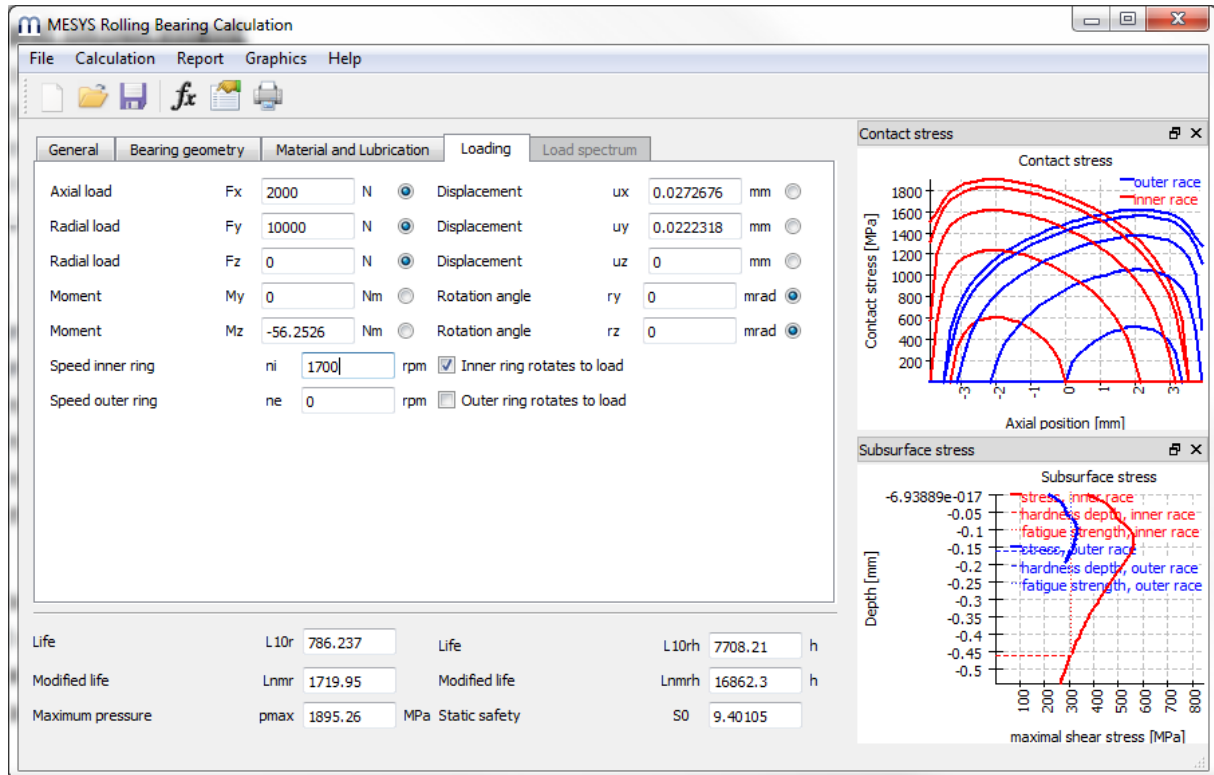 MESYS Rolling Bearing Calculation
File Calculation Report Graphics Help
fx
General Bearing geometry Material and Lubrication Loading Load spectrum
Axial load Fx 2000 N Displacement ux 0.0272676 mm
Radial load Fy 10000 N Displacement uy 0.0222318 mm
Radial load Fz 0 N Displacement uz 0 mm
Moment My 0 Nm Rotation angle ry 0 mrad
Moment Mz -56.2526 Nm Rotation angle rz 0 mrad
Speed inner ring ni 1700 rpm Inner ring rotates to load
Speed outer ring ne 0 rpm Outer ring rotates to load
Life L10r 786.237 Life L10rh 7708.21 h
Modified life Lnmr 1719.95 Modified life Lnmrh 16862.3 h
Maximum pressure pmax 1895.26 MPa Static safety S0 9.40105
Contact stress
Contact stress
outer race
inner race
Contact stress [MPa]
1800
1600
1400
1200
1000
800
600
400
200
-3 -2 -1 0 1 2 3
Axial position [mm]
Subsurface stress
Subsurface stress
stress, inner race
hardness depth, inner race
fatigue strength, inner race
stress, outer race
hardness depth, outer race
fatigue strength, outer race
Depth [mm]
-6.93889e-017
-0.05
-0.1
-0.15
-0.2
-0.25
-0.3
-0.35
-0.4
-0.45
-0.5
100 200 300 400 500 600 700 800
maximal shear stress [MPa]